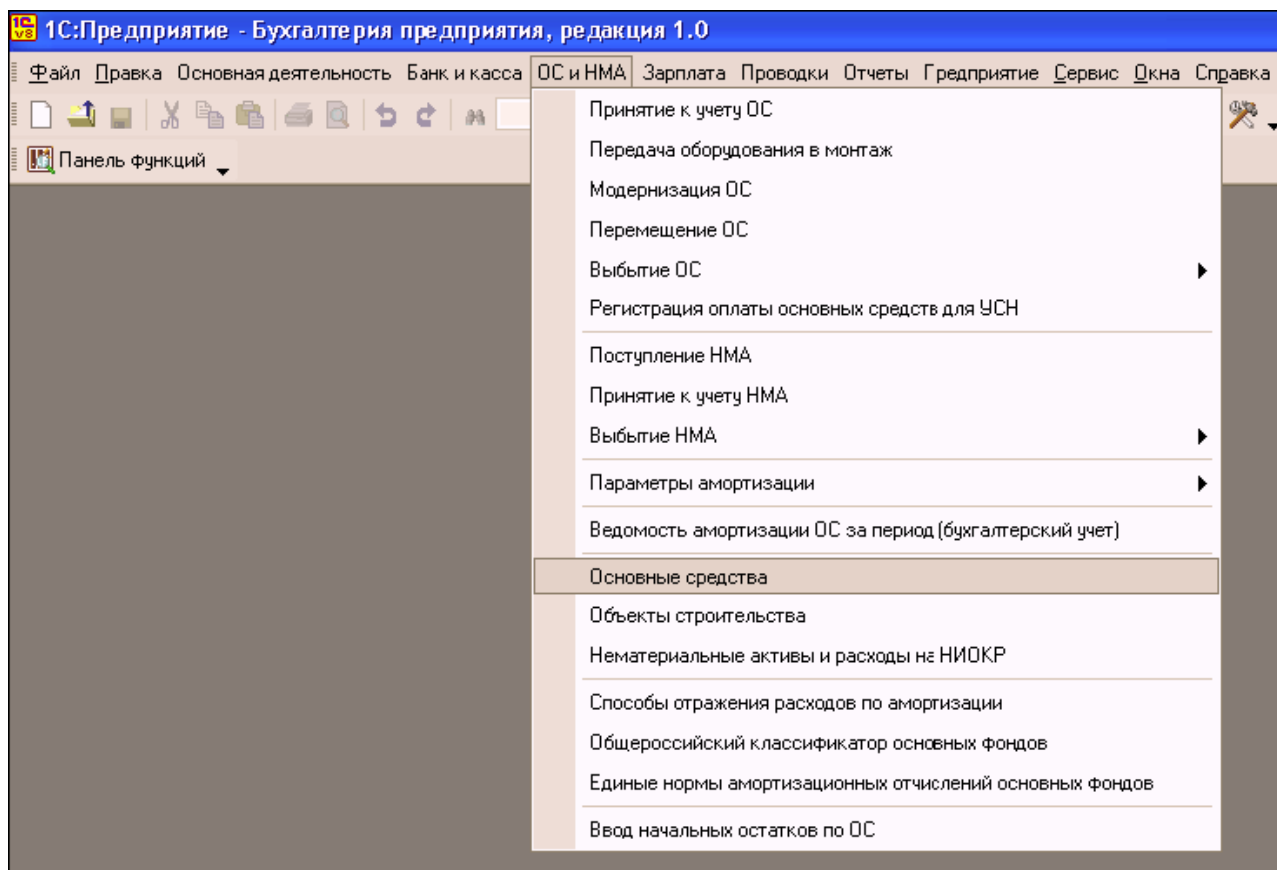 1С:Предприятие - Бухгалтерия предприятия, редакция 1.0
Файл Правка Основная деятельность Банк и касса ОС и НМА Зарплата Проводки Отчеты Гредприятие Сервис Окна Справка
Панель функций
Принятие к учету ОС
Передача оборудования в монтаж
Модернизация ОС
Перемещение ОС
Выбытие ОС
Регистрация оплаты основных средств для УСН
Поступление НМА
Принятие к учету НМА
Выбытие НМА
Параметры амортизации
Ведомость амортизации ОС за период (бухгалтерский учет)
Основные средства
Объекты строительства
Нематериальные активы и расходы на НИОКР
Способы отражения расходов по амортизации
Общероссийский классификатор основных фондов
Единые нормы амортизационных отчислений основных фондов
Ввод начальных остатков по ОС